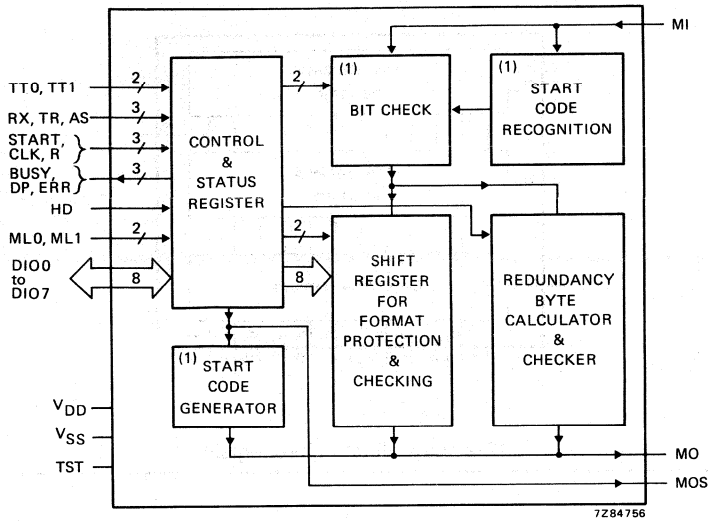 MI
TT0, TT1
2
RX, TR, AS
3
START,
CLK, R
3
BUSY,
DP, ERR
3
HD
ML0, ML1
2
DIO0
to
DIO7
8
CONTROL
&
STATUS
REGISTER
2
2
8
(1)
BIT CHECK
(1)
START
CODE
RECOGNITION
SHIFT
REGISTER
FOR
FORMAT
PROTECTION
&
CHECKING
REDUNDANCY
BYTE
CALCULATOR
&
CHECKER
(1)
START
CODE
GENERATOR
VDD
VSS
TST
MO
MOS
7Z84756